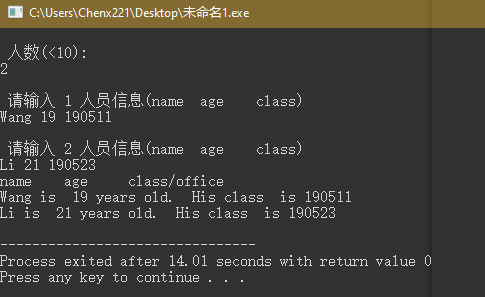 C:\Users\Chenx221\Desktop\未命名1.exe
人数(<10):
2
请输入 1 人员信息(name  age    class)
Wang 19 190511
请输入 2 人员信息(name  age    class)
Li 21 190523
name    age     class/office
Wang is  19 years old.  His class  is 190511
Li is  21 years old.  His class  is 190523
--------------------------------
Process exited after 14.01 seconds with return value 0
Press any key to continue . . .